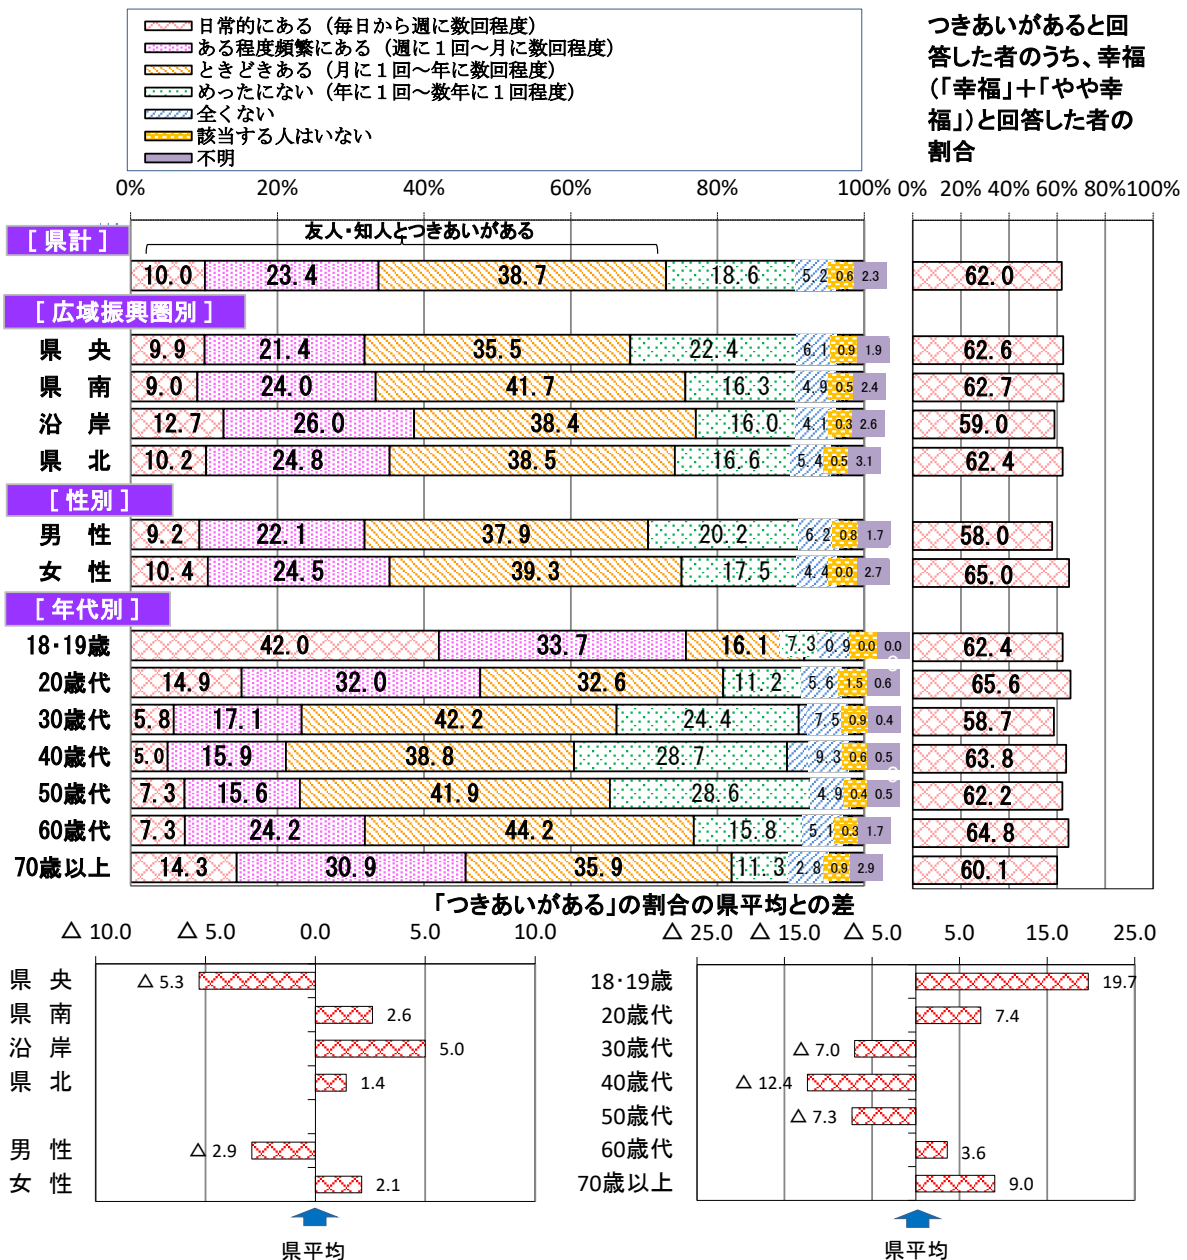 日常的にある（毎日から週に数回程度）
ある程度頻繁にある（週に１回～月に数回程度）
ときどきある（月に１回～年に数回程度）
めったにない（年に１回～数年に１回程度）
全くない
該当する人はいない
不明
つきあいがあると回
答した者のうち、幸福
（「幸福」＋「やや幸
福」）と回答した者の
割合
0% 20% 40% 60% 80% 100%
0% 20% 40% 60% 80% 100%
[ 県計 ]
友人・知人とつきあいがある
10.0 23.4 38.7 18.6 5.2 0.6 2.3 62.0
[ 広域振興圏別 ]
県 央 9.9 21.4 35.5 22.4 6.1 0.9 1.9 62.6
県 南 9.0 24.0 41.7 16.3 4.9 0.5 2.4 62.7
沿 岸 12.7 26.0 38.4 16.0 4.1 0.3 2.6 59.0
県 北 10.2 24.8 38.5 16.6 5.4 0.5 3.1 62.4
[ 性別 ]
男 性 9.2 22.1 37.9 20.2 6.2 0.8 1.7 58.0
女 性 10.4 24.5 39.3 17.5 4.4 0.0 2.7 65.0
[ 年代別 ]
18・19歳 42.0 33.7 16.1 7.3 0.9 0.0 0.0 62.4
20歳代 14.9 32.0 32.6 11.2 5.6 1.5 0.6 65.6
30歳代 5.8 17.1 42.2 24.4 7.5 0.9 0.4 58.7
40歳代 5.0 15.9 38.8 28.7 9.3 0.6 0.5 63.8
50歳代 7.3 15.6 41.9 28.6 4.9 0.4 0.5 62.2
60歳代 7.3 24.2 44.2 15.8 5.1 0.3 1.7 64.8
70歳以上 14.3 30.9 35.9 11.3 2.8 0.9 2.9 60.1
「つきあいがある」の割合の県平均との差
△ 10.0 △ 5.0 0.0 5.0 10.0
県 央 △ 5.3
県 南 2.6
沿 岸 5.0
県 北 1.4
男 性 △ 2.9
女 性 2.1
県平均
△ 25.0 △ 15.0 △ 5.0 5.0 15.0 25.0
18・19歳 19.7
20歳代 7.4
30歳代 △ 7.0
40歳代 △ 12.4
50歳代 △ 7.3
60歳代 3.6
70歳以上 9.0
県平均